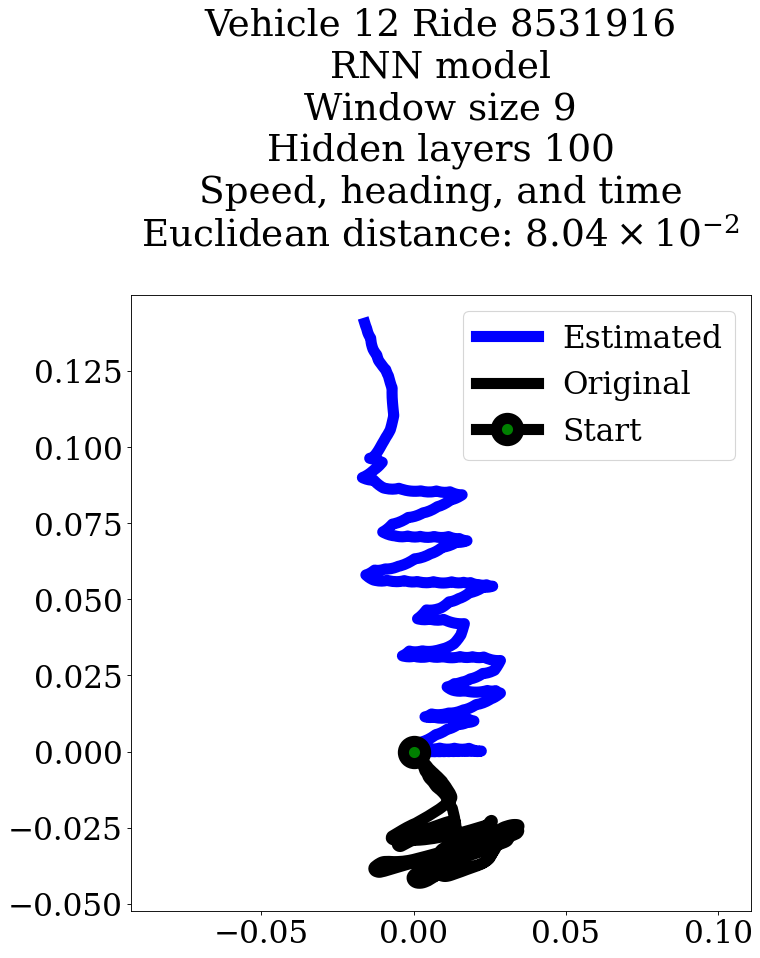 Vehicle 12 Ride 8531916
RNN model
Window size 9
Hidden layers 100
Speed, heading, and time
Euclidean distance: 8.04 × 10⁻²
Estimated
Original
Start
0.125
0.100
0.075
0.050
0.025
0.000
−0.025
−0.050
−0.05 0.00 0.05 0.10